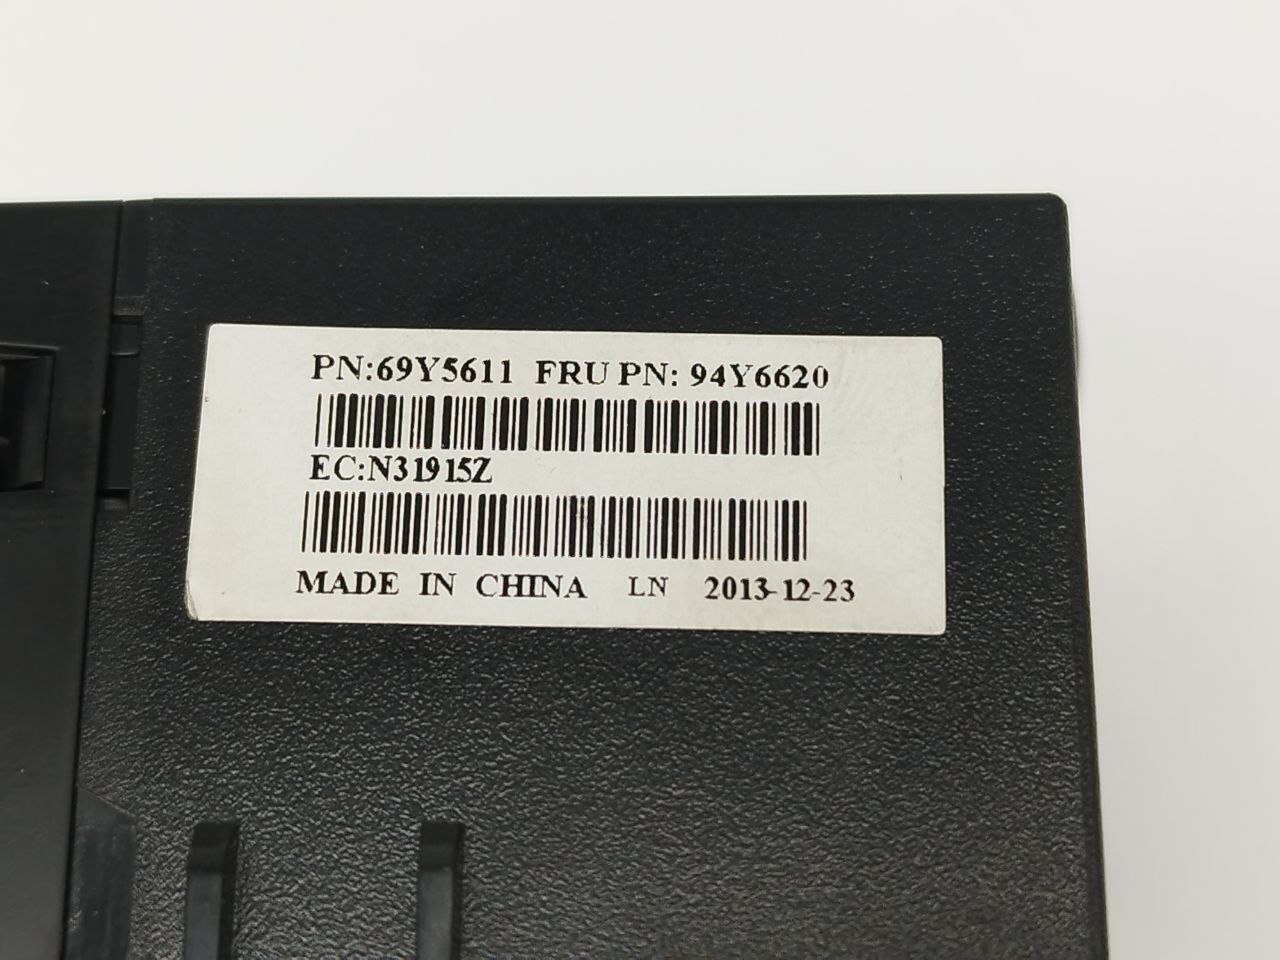 PN:69Y5611 FRU PN: 94Y6620
EC:N31915Z
MADE IN CHINA LN 2013-12-23